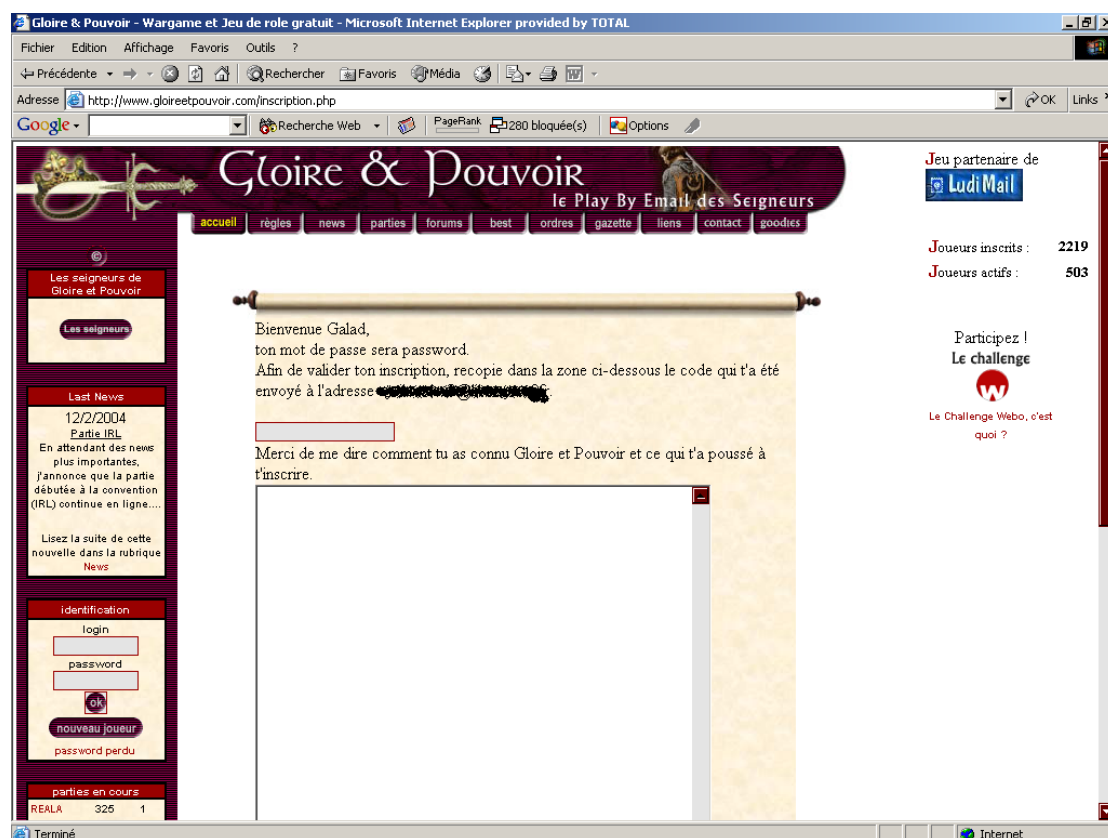 Gloire & Pouvoir - Wargame et Jeu de role gratuit - Microsoft Internet Explorer provided by TOTAL
Fichier Edition Affichage Favoris Outils ?
Précédente Rechercher Favoris Média
Adresse http://www.gloireetpouvoir.com/inscription.php OK Links
Google Recherche Web PageRank 280 bloquée(s) Options
Gloire & Pouvoir
le Play By Email des Seigneurs
accueil règles news parties forums best ordres gazette liens contact goodies
Jeu partenaire de
Ludi Mail
Joueurs inscrits : 2219
Joueurs actifs : 503
Participez !
Le challenge
w
Le Challenge Webo, c'est
quoi ?
©
Les seigneurs de
Gloire et Pouvoir
Les seigneurs
Last News
12/2/2004
Partie IRL
En attendant des news
plus importantes,
j'annonce que la partie
débutée à la convention
(IRL) continue en ligne....
Lisez la suite de cette
nouvelle dans la rubrique
News
identification
login
password
ok
nouveau joueur
password perdu
parties en cours
REALA 325 1
Bienvenue Galad,
ton mot de passe sera password.
Afin de valider ton inscription, recopie dans la zone ci-dessous le code qui t'a été
envoyé à l'adresse
Merci de me dire comment tu as connu Gloire et Pouvoir et ce qui t'a poussé à
t'inscrire.
Terminé Internet